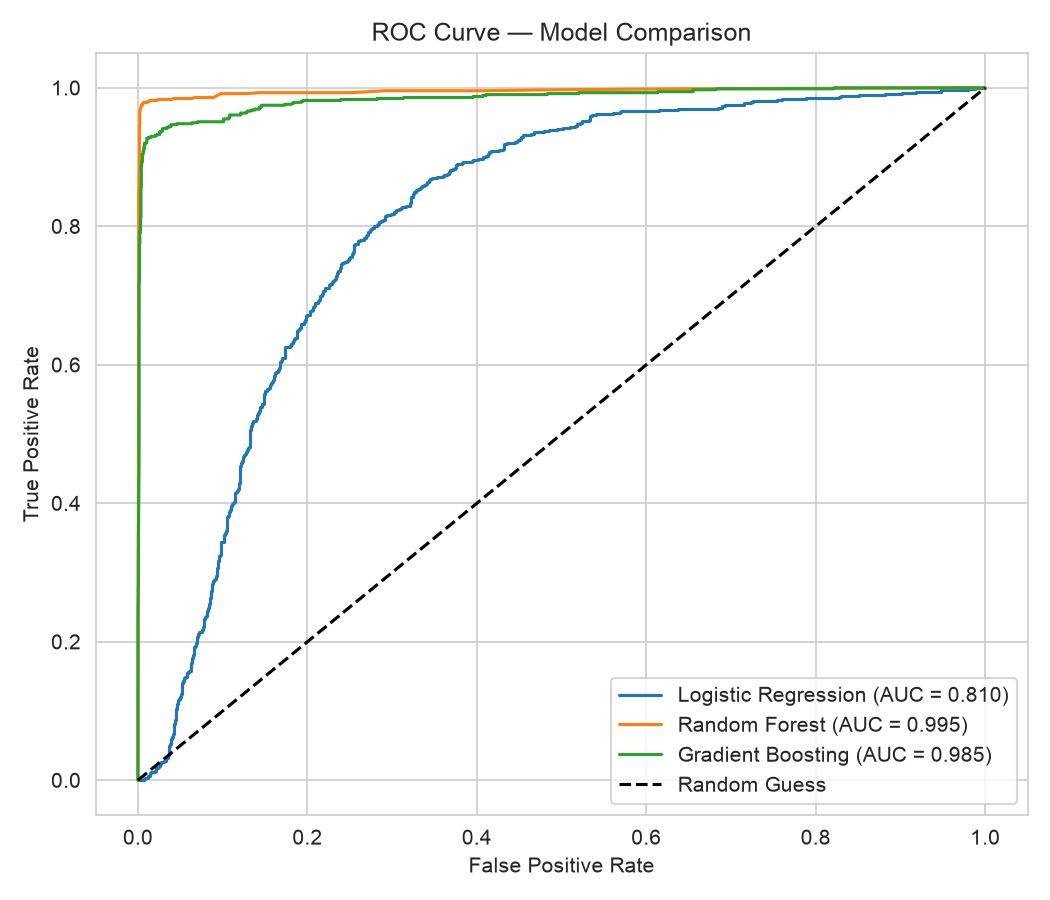 ROC Curve — Model Comparison
1.0
0.8
0.6
0.4
0.2
0.0
True Positive Rate
0.0 0.2 0.4 0.6 0.8 1.0
False Positive Rate
Logistic Regression (AUC = 0.810)
Random Forest (AUC = 0.995)
Gradient Boosting (AUC = 0.985)
Random Guess